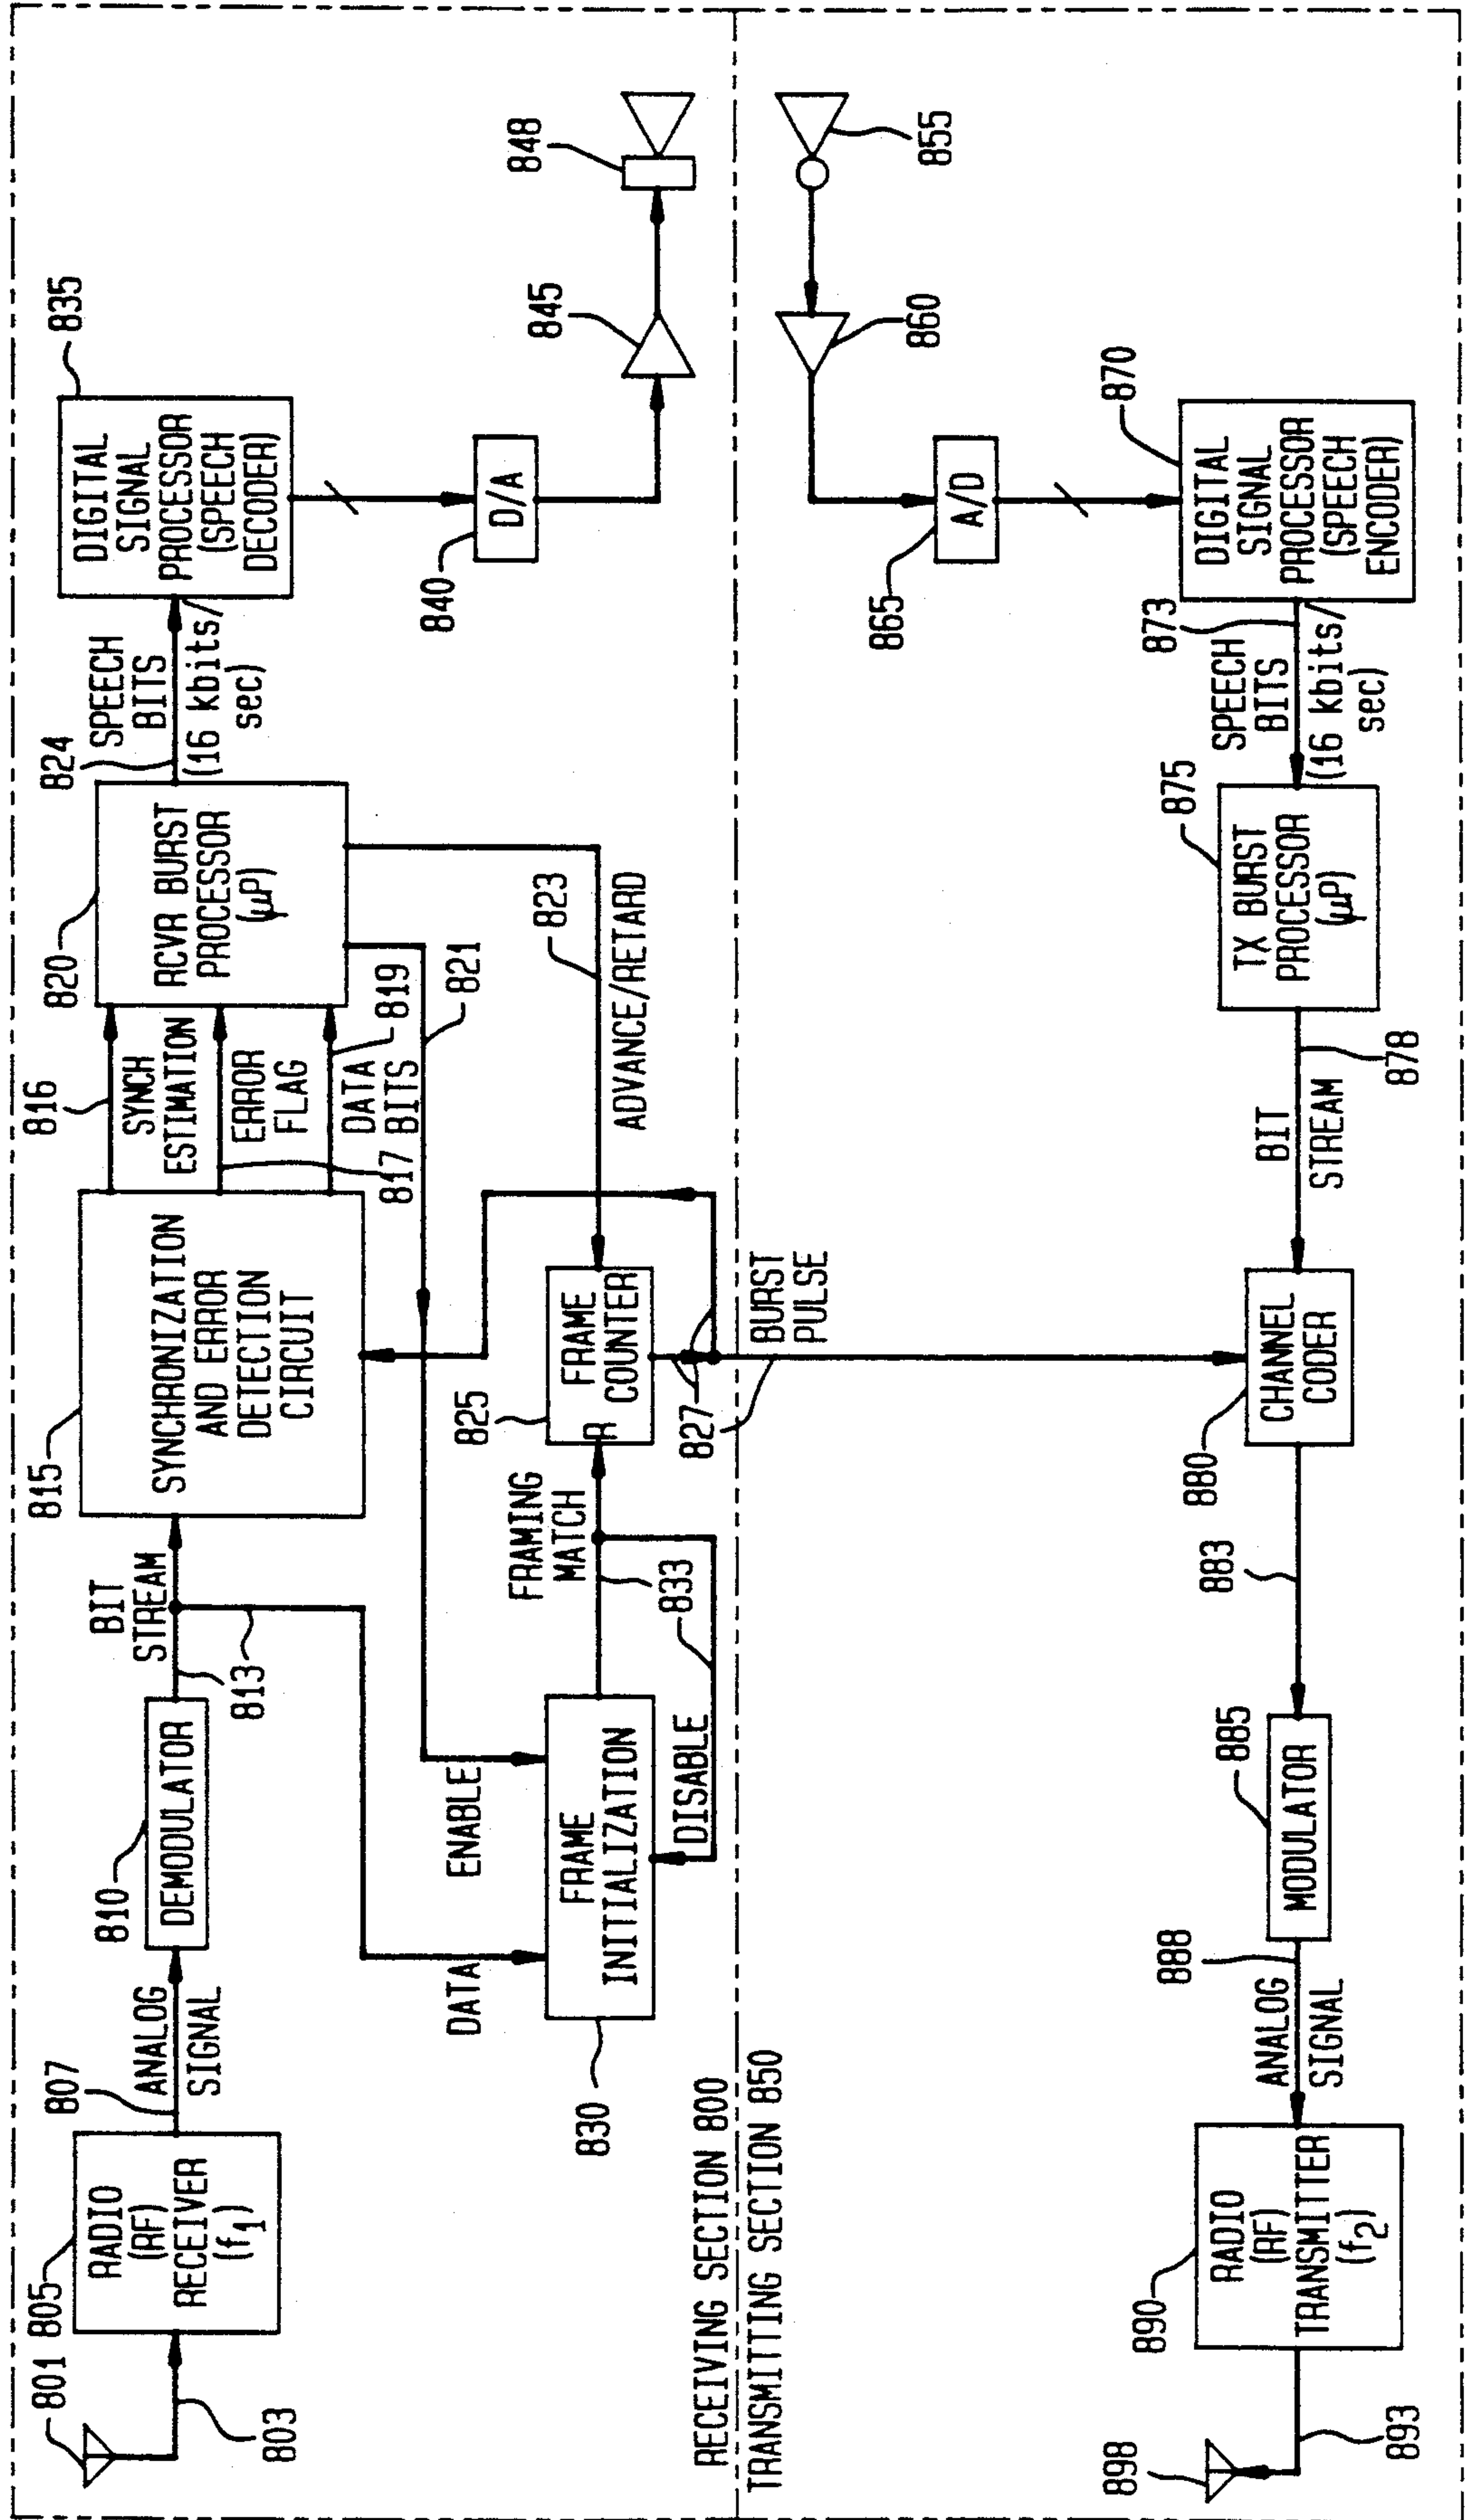 801
803
805
RADIO
(RF)
RECEIVER
(f1)
807
ANALOG
SIGNAL
810
DEMODULATOR
813
BIT
STREAM
815
SYNCHRONIZATION
AND ERROR
DETECTION
CIRCUIT
816
SYNCH
ESTIMATION
817
ERROR
FLAG
819
DATA
BITS
820
RCVR BURST
PROCESSOR
(µP)
821
823
ADVANCE/RETARD
824
SPEECH
BITS
(16 kbits/
sec)
835
DIGITAL
SIGNAL
PROCESSOR
(SPEECH
DECODER)
840
D/A
845
848
DATA
ENABLE
830
FRAME
INITIALIZATION
DISABLE
833
FRAMING
MATCH
825
R
FRAME
COUNTER
827
BURST
PULSE
RECEIVING SECTION 800
TRANSMITTING SECTION 850
855
860
865
A/D
870
DIGITAL
SIGNAL
PROCESSOR
(SPEECH
ENCODER)
873
SPEECH
BITS
(16 kbits/
sec)
875
TX BURST
PROCESSOR
(µP)
878
BIT
STREAM
880
CHANNEL
CODER
883
885
MODULATOR
888
ANALOG
SIGNAL
890
RADIO
(RF)
TRANSMITTER
(f2)
893
898